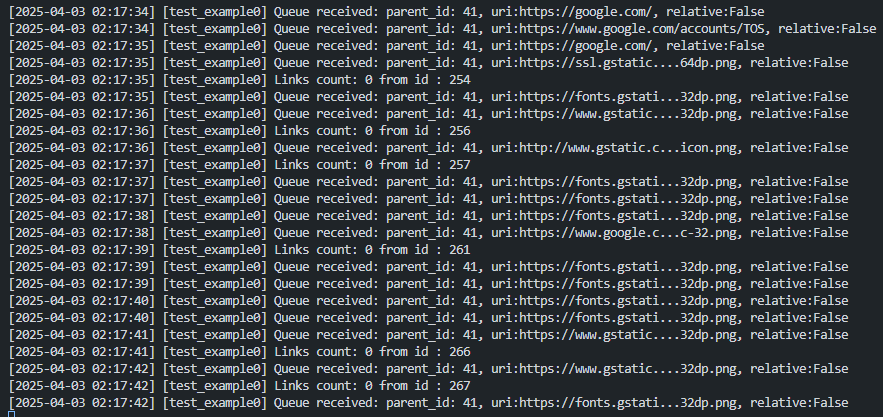 [2025-04-03 02:17:34] [test_example0] Queue received: parent_id: 41, uri:https://google.com/, relative:False
[2025-04-03 02:17:34] [test_example0] Queue received: parent_id: 41, uri:https://www.google.com/accounts/TOS, relative:False
[2025-04-03 02:17:35] [test_example0] Queue received: parent_id: 41, uri:https://google.com/, relative:False
[2025-04-03 02:17:35] [test_example0] Queue received: parent_id: 41, uri:https://ssl.gstatic....64dp.png, relative:False
[2025-04-03 02:17:35] [test_example0] Links count: 0 from id : 254
[2025-04-03 02:17:35] [test_example0] Queue received: parent_id: 41, uri:https://fonts.gstati...32dp.png, relative:False
[2025-04-03 02:17:36] [test_example0] Queue received: parent_id: 41, uri:https://www.gstatic....32dp.png, relative:False
[2025-04-03 02:17:36] [test_example0] Links count: 0 from id : 256
[2025-04-03 02:17:36] [test_example0] Queue received: parent_id: 41, uri:http://www.gstatic.c...icon.png, relative:False
[2025-04-03 02:17:37] [test_example0] Links count: 0 from id : 257
[2025-04-03 02:17:37] [test_example0] Queue received: parent_id: 41, uri:https://fonts.gstati...32dp.png, relative:False
[2025-04-03 02:17:37] [test_example0] Queue received: parent_id: 41, uri:https://fonts.gstati...32dp.png, relative:False
[2025-04-03 02:17:38] [test_example0] Queue received: parent_id: 41, uri:https://fonts.gstati...32dp.png, relative:False
[2025-04-03 02:17:38] [test_example0] Queue received: parent_id: 41, uri:https://www.google.c...c-32.png, relative:False
[2025-04-03 02:17:39] [test_example0] Links count: 0 from id : 261
[2025-04-03 02:17:39] [test_example0] Queue received: parent_id: 41, uri:https://fonts.gstati...32dp.png, relative:False
[2025-04-03 02:17:39] [test_example0] Queue received: parent_id: 41, uri:https://fonts.gstati...32dp.png, relative:False
[2025-04-03 02:17:40] [test_example0] Queue received: parent_id: 41, uri:https://fonts.gstati...32dp.png, relative:False
[2025-04-03 02:17:40] [test_example0] Queue received: parent_id: 41, uri:https://fonts.gstati...32dp.png, relative:False
[2025-04-03 02:17:41] [test_example0] Queue received: parent_id: 41, uri:https://www.gstatic....32dp.png, relative:False
[2025-04-03 02:17:41] [test_example0] Links count: 0 from id : 266
[2025-04-03 02:17:42] [test_example0] Queue received: parent_id: 41, uri:https://www.gstatic....32dp.png, relative:False
[2025-04-03 02:17:42] [test_example0] Links count: 0 from id : 267
[2025-04-03 02:17:42] [test_example0] Queue received: parent_id: 41, uri:https://fonts.gstati...32dp.png, relative:False